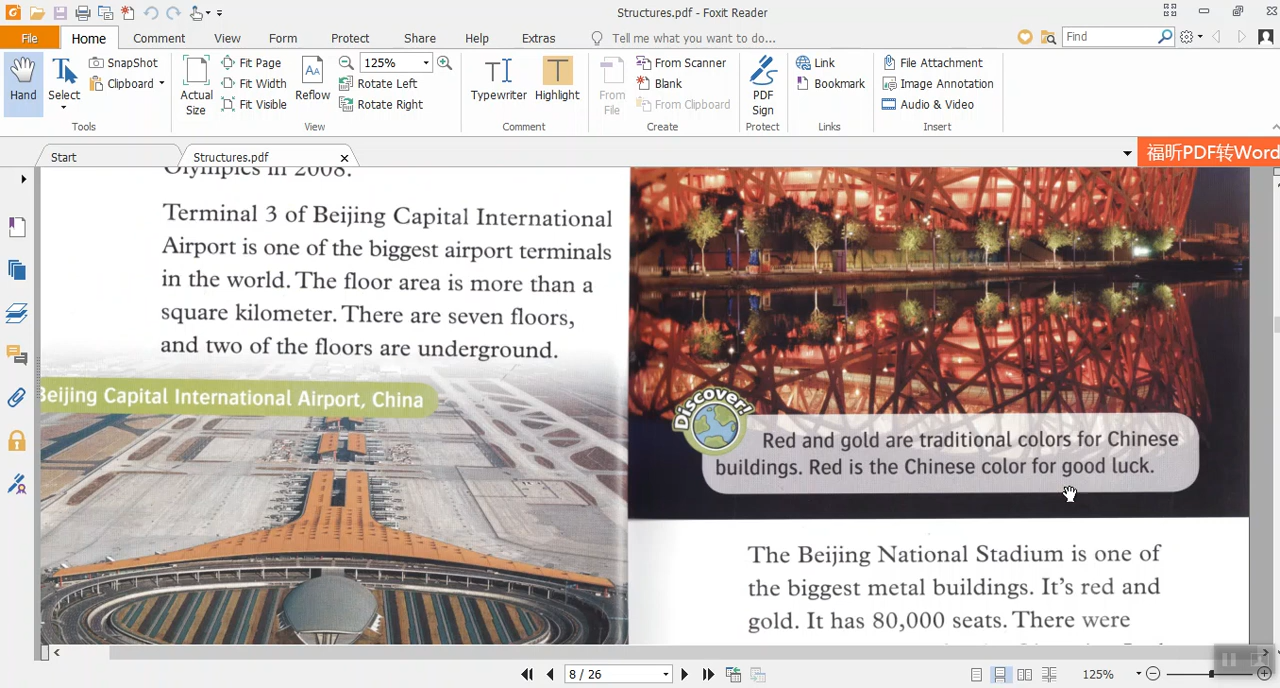 Structures.pdf - Foxit Reader
File Home Comment View Form Protect Share Help Extras Tell me what you want to do... Find
Hand
Select
SnapShot
Clipboard
Tools
Actual Size
Fit Page
Fit Width
Fit Visible
Reflow
125%
Rotate Left
Rotate Right
View
Typewriter
Highlight
Comment
From File
From Scanner
Blank
From Clipboard
Create
PDF Sign
Protect
Link
Bookmark
Links
File Attachment
Image Annotation
Audio & Video
Insert
Start
Structures.pdf
福昕PDF转Word
Olympics in 2008.
Terminal 3 of Beijing Capital International
Airport is one of the biggest airport terminals
in the world. The floor area is more than a
square kilometer. There are seven floors,
and two of the floors are underground.
Beijing Capital International Airport, China
E
Discover!
Red and gold are traditional colors for Chinese
buildings. Red is the Chinese color for good luck.
The Beijing National Stadium is one of
the biggest metal buildings. It's red and
gold. It has 80,000 seats. There were
8 / 26
125%